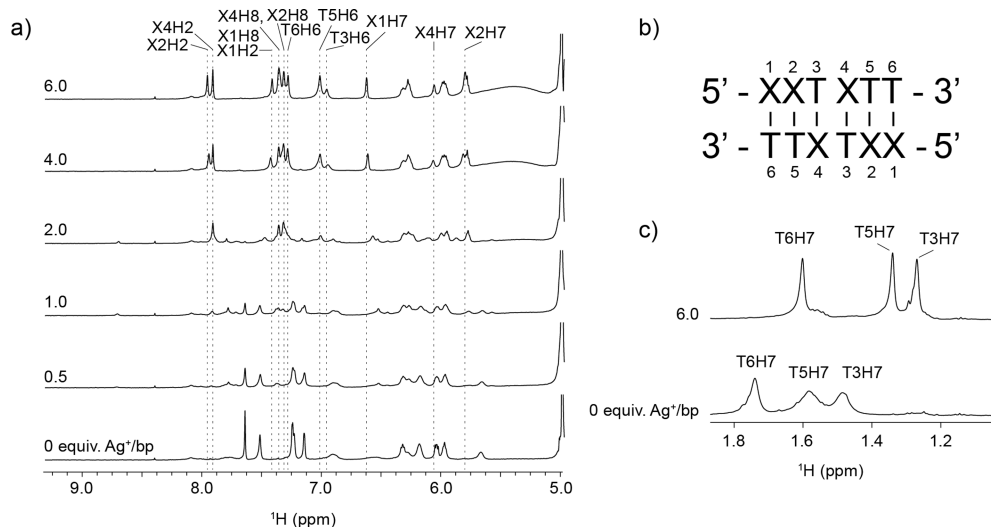 a)
X4H2
X2H2
X4H8,
X1H8
X1H2
X2H8
T6H6
T5H6
T3H6
X1H7
X4H7
X2H7
6.0
4.0
2.0
1.0
0.5
0 equiv. Ag⁺/bp
9.0 8.0 7.0 6.0 5.0
¹H (ppm)
b)
1 2 3 4 5 6
5’ - XXT XTT - 3’
3’ - TTX TXX - 5’
6 5 4 3 2 1
c)
T6H7
T5H7
T3H7
6.0
T6H7
T5H7
T3H7
0 equiv. Ag⁺/bp
1.8 1.6 1.4 1.2
¹H (ppm)